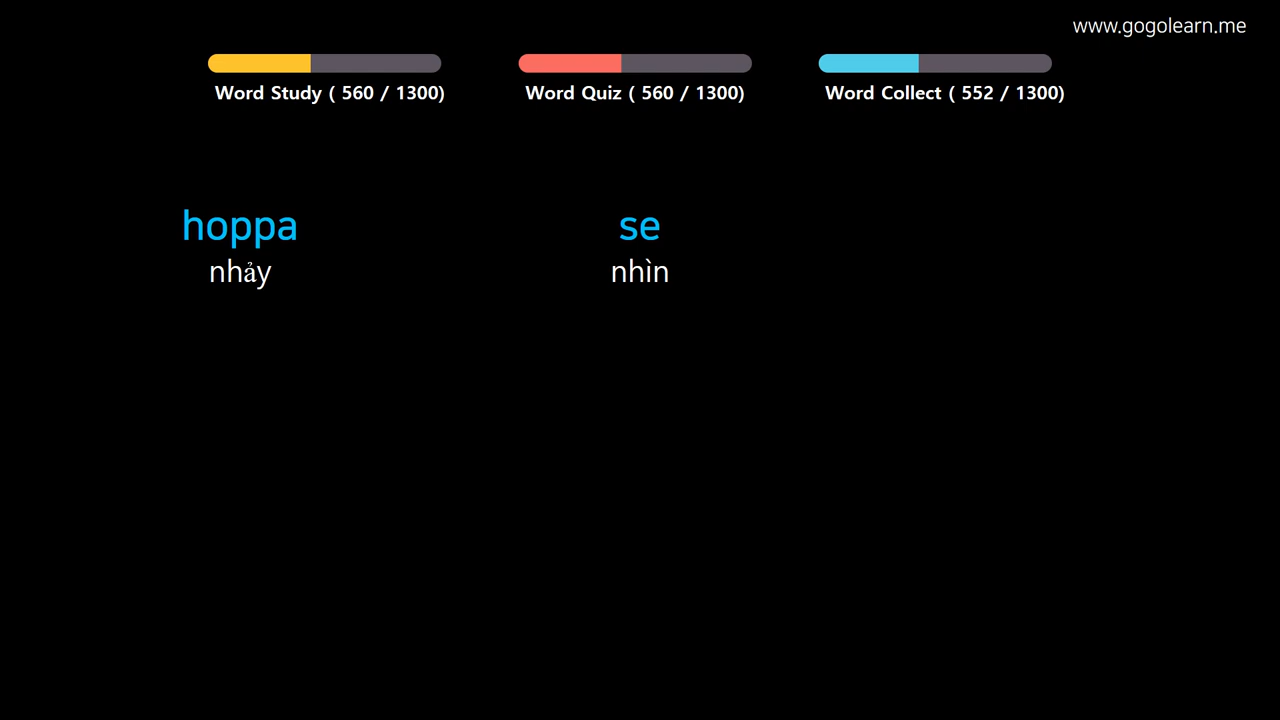 www.gogolearn.me
Word Study ( 560 / 1300)
Word Quiz ( 560 / 1300)
Word Collect ( 552 / 1300)
hoppa
nhảy
se
nhìn